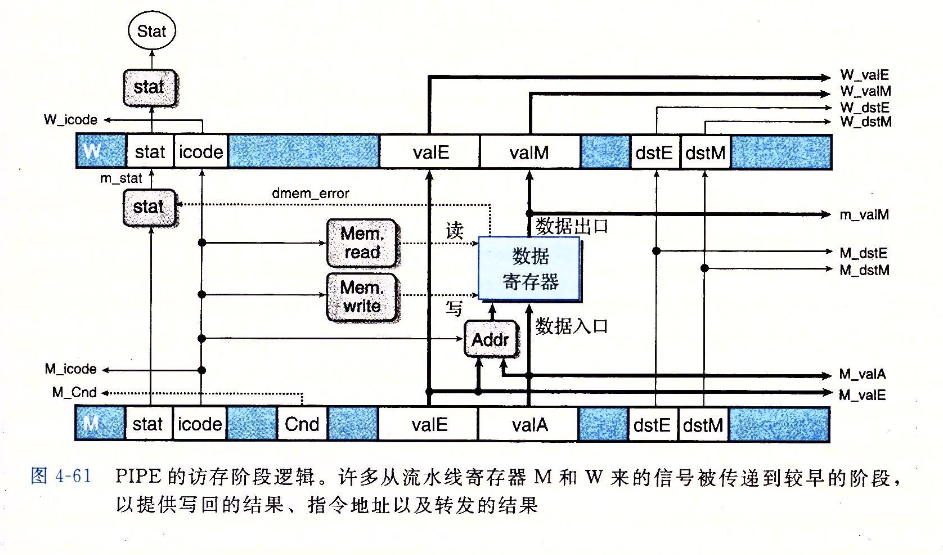 Stat
stat
W_valE
W_valM
W_dstE
W_dstM
W_icode
W stat icode valE valM dstE dstM
m_stat
stat
dmem_error
m_valM
数据出口
读
Mem.
read
数据
寄存器
M_dstE
M_dstM
Mem.
write
写
数据入口
Addr
M_icode
M_valA
M_Cnd
M_valE
M stat icode Cnd valE valA dstE dstM
图 4-61 PIPE 的访存阶段逻辑。许多从流水线寄存器 M 和 W 来的信号被传递到较早的阶段,
以提供写回的结果、指令地址以及转发的结果